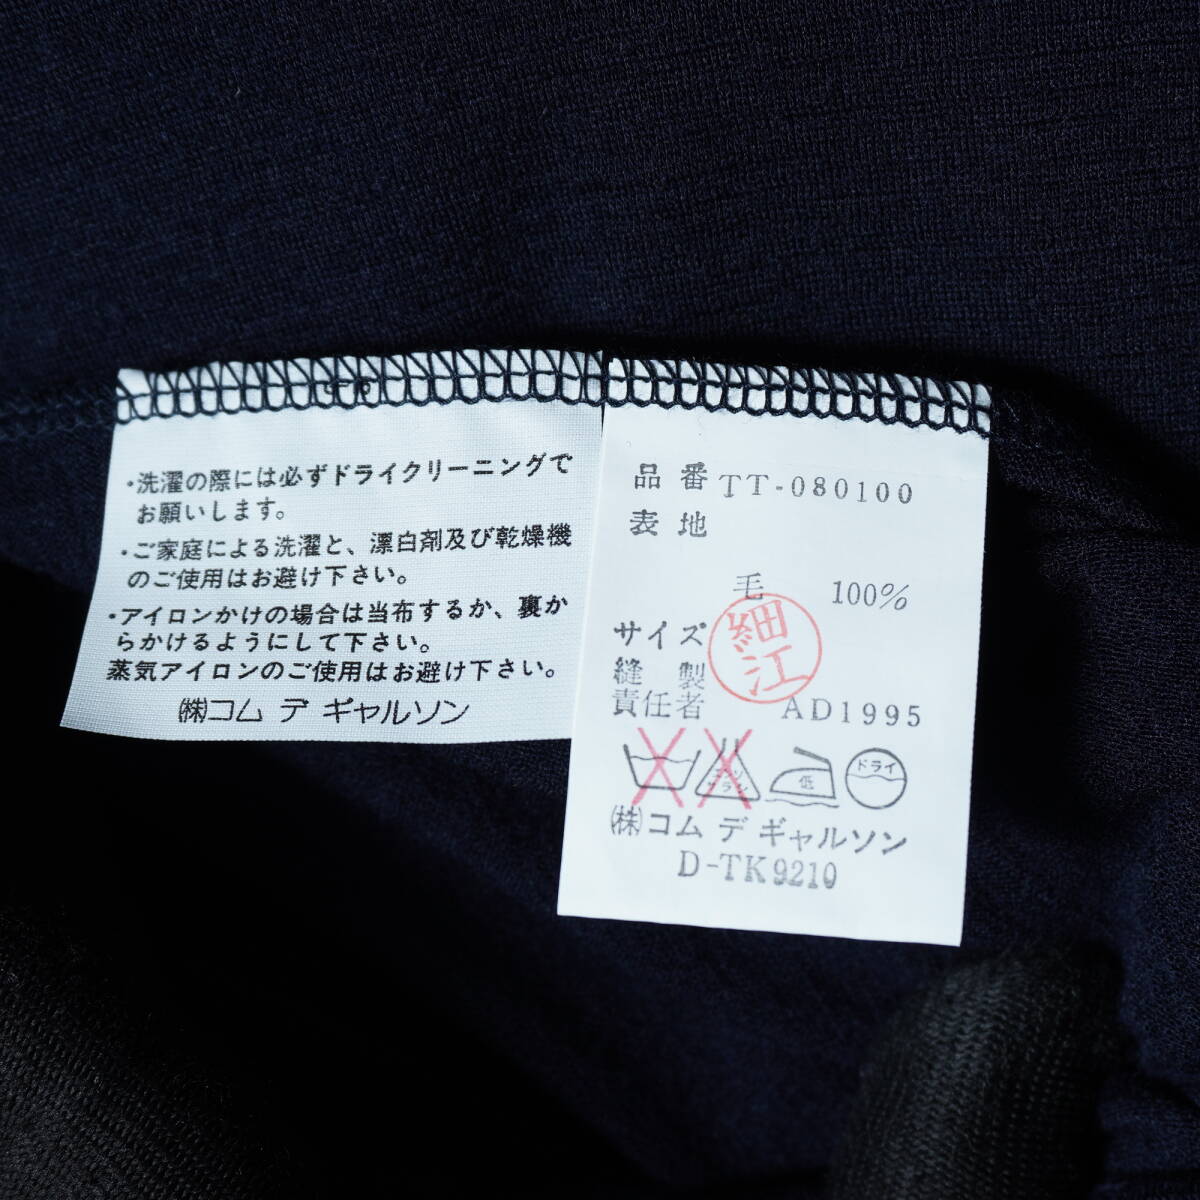 ・洗濯の際には必ずドライクリーニングで
お願いします。
・ご家庭による洗濯と、漂白剤及び乾燥機
のご使用はお避け下さい。
・アイロンかけの場合は当布するか、裏か
らかけるようにして下さい。
蒸気アイロンのご使用はお避け下さい。
㈱コム デ ギャルソン
品番 TT-080100
表地
毛 100%
サイズ
縫製
責任者
細江
AD1995
エンソ
サラシ
低
ドライ
㈱コム デ ギャルソン
D-TK9210